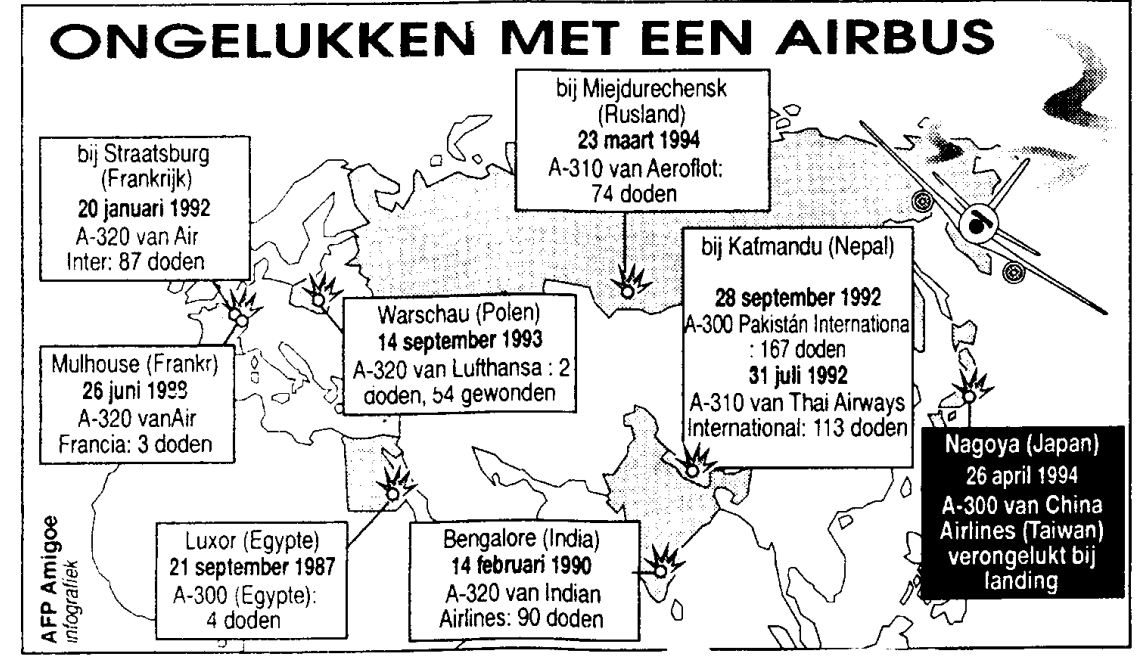 ONGELUKKEN MET EEN AIRBUS
bij Miejdurechensk
(Rusland)
23 maart 1994
A-310 van Aeroflot:
74 doden
bij Straatsburg
(Frankrijk)
20 januari 1992
A-320 van Air
Inter: 87 doden
bij Katmandu (Nepal)
28 september 1992
A-300 Pakistán Internationa
: 167 doden
31 juli 1992
A-310 van Thai Airways
International: 113 doden
Warschau (Polen)
14 september 1993
A-320 van Lufthansa : 2
doden, 54 gewonden
Mulhouse (Frankr)
26 juni 1988
A-320 vanAir
Francia: 3 doden
Nagoya (Japan)
26 april 1994
A-300 van China
Airlines (Taiwan)
verongelukt bij
landing
Luxor (Egypte)
21 september 1987
A-300 (Egypte):
4 doden
Bengalore (India)
14 februari 1990
A-320 van Indian
Airlines: 90 doden
AFP Amigoe
infografiek